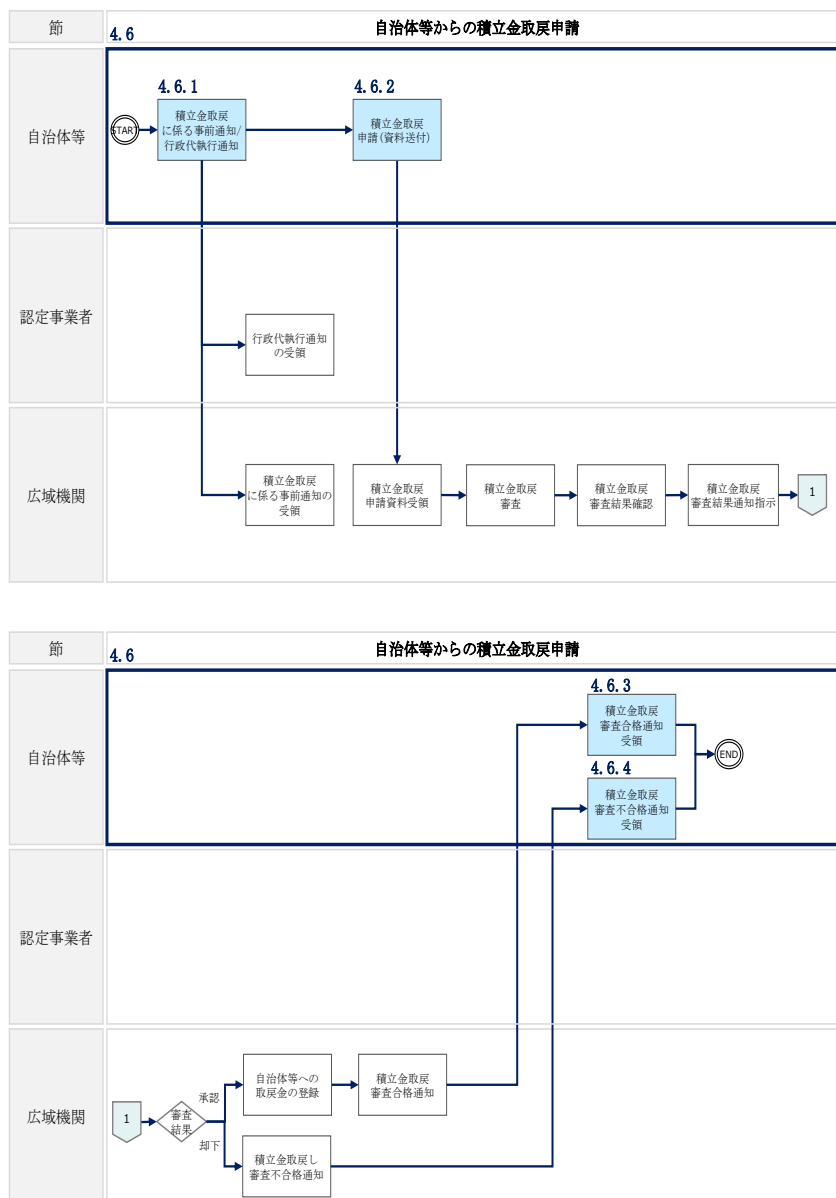 節
4.6
自治体等からの積立金取戻申請
自治体等
START
4.6.1
積立金取戻
に係る事前通知/
行政代執行通知
4.6.2
積立金取戻
申請(資料送付)
認定事業者
行政代執行通知
の受領
広域機関
積立金取戻
に係る事前通知の
受領
積立金取戻
申請資料受領
積立金取戻
審査
積立金取戻
審査結果確認
積立金取戻
審査結果通知指示
1
節
4.6
自治体等からの積立金取戻申請
自治体等
4.6.3
積立金取戻
審査合格通知
受領
END
4.6.4
積立金取戻
審査不合格通知
受領
認定事業者
広域機関
1
審査
結果
承認
却下
自治体等への
取戻金の登録
積立金取戻
審査合格通知
積立金取戻し
審査不合格通知